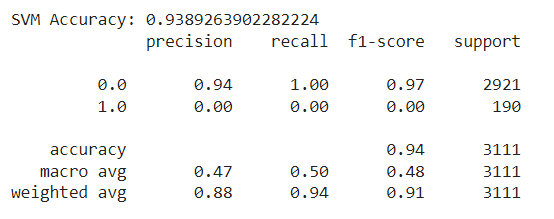 SVM Accuracy: 0.9389263902282224
precision recall f1-score support
0.0 0.94 1.00 0.97 2921
1.0 0.00 0.00 0.00 190
accuracy 0.94 3111
macro avg 0.47 0.50 0.48 3111
weighted avg 0.88 0.94 0.91 3111